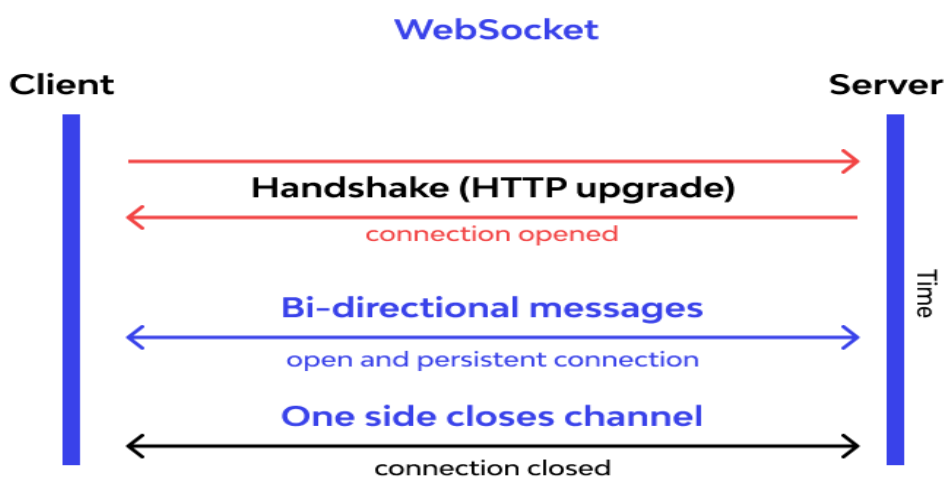 WebSocket
Client
Server
Handshake (HTTP upgrade)
connection opened
Time
Bi-directional messages
open and persistent connection
One side closes channel
connection closed